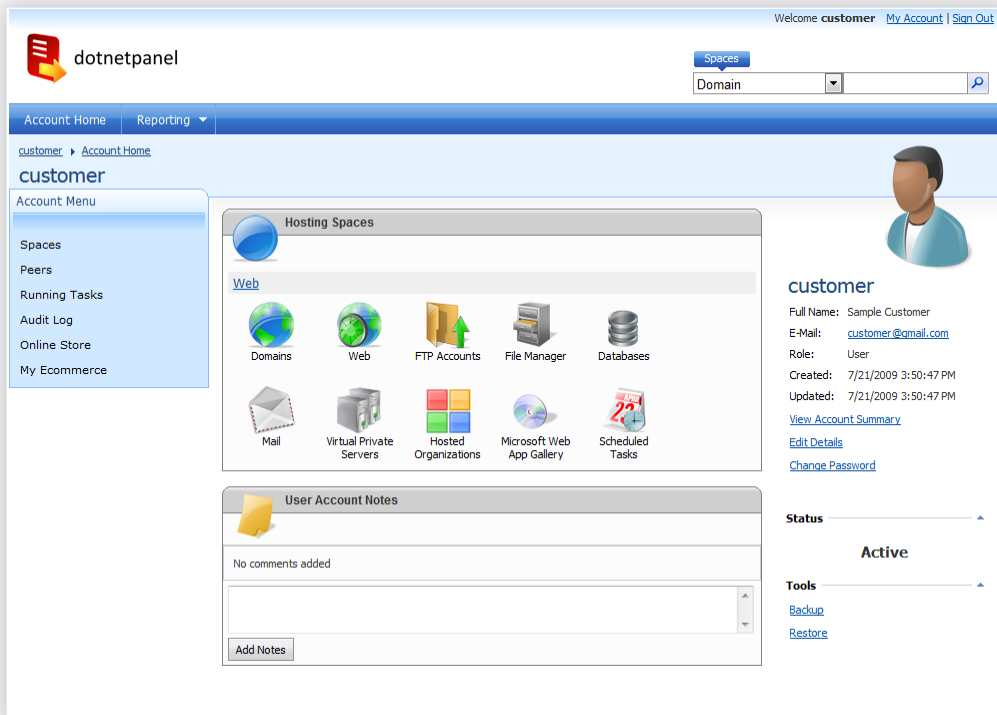 Welcome customer My Account | Sign Out
dotnetpanel
Spaces
Domain
Account Home Reporting
customer Account Home
customer
Account Menu
Spaces
Peers
Running Tasks
Audit Log
Online Store
My Ecommerce
Hosting Spaces
Web
Domains Web FTP Accounts File Manager Databases
Mail Virtual Private Servers Hosted Organizations Microsoft Web App Gallery Scheduled Tasks
APRIL
User Account Notes
No comments added
Add Notes
customer
Full Name: Sample Customer
E-Mail: customer@gmail.com
Role: User
Created: 7/21/2009 3:50:47 PM
Updated: 7/21/2009 3:50:47 PM
View Account Summary
Edit Details
Change Password
Status
Active
Tools
Backup
Restore